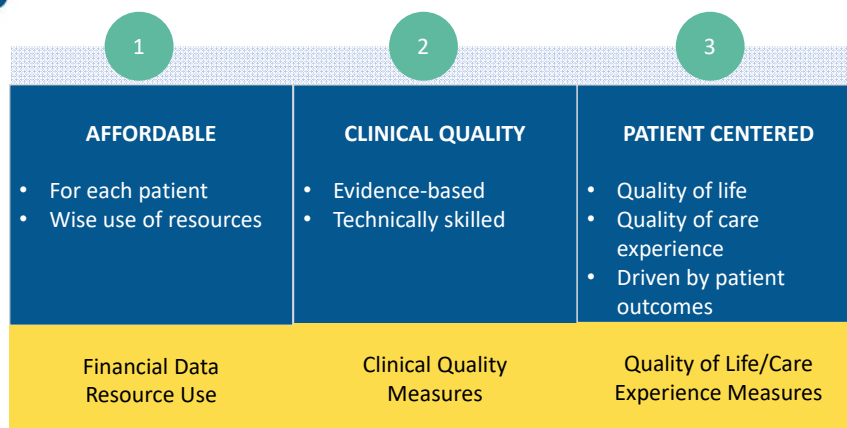 1
AFFORDABLE
• For each patient
• Wise use of resources
Financial Data
Resource Use
2
CLINICAL QUALITY
• Evidence-based
• Technically skilled
Clinical Quality
Measures
3
PATIENT CENTERED
• Quality of life
• Quality of care
experience
• Driven by patient
outcomes
Quality of Life/Care
Experience Measures